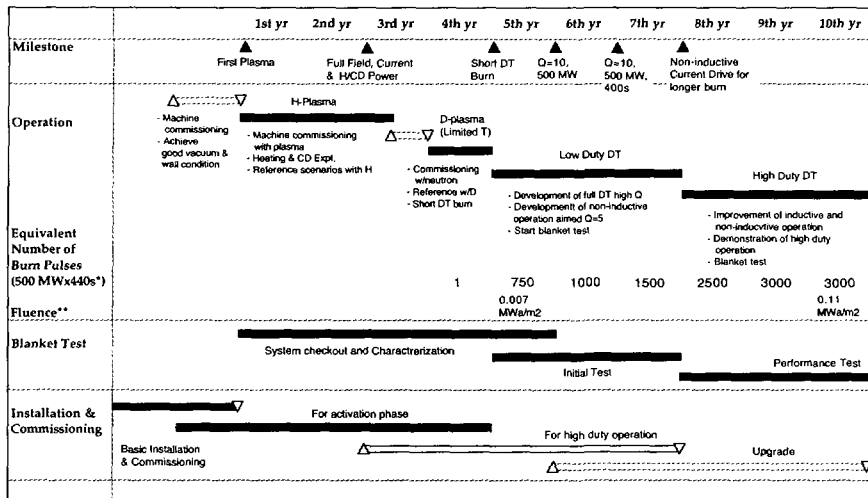 1st yr 2nd yr 3rd yr 4th yr 5th yr 6th yr 7th yr 8th yr 9th yr 10th yr
Milestone
First Plasma
Full Field, Current
& H/CD Power
Short DT
Burn
Q=10,
500 MW
Q=10,
500 MW,
400s
Non-inductive
Current Drive for
longer burn
Operation
H-Plasma
- Machine
commissioning
- Achieve
good vacuum &
wall condition
- Machine commissioning
with plasma
- Heating & CD Expl.
- Reference scenarios with H
D-plasma
(Limited T)
- Commissioning
w/neutron
- Reference w/D
- Short DT burn
Low Duty DT
- Development of full DT high Q
- Developmentt of non-inductive
operation aimed Q=5
- Start blanket test
High Duty DT
- Improvement of inductive and
non-inducvtive operation
- Demonstration of high duty
operation
- Blanket test
Equivalent
Number of
Burn Pulses
(500 MWx440s*)
1 750 1000 1500 2500 3000 3000
Fluence**
0.007
MWa/m2
0.11
MWa/m2
Blanket Test
System checkout and Charactrerization
Initial Test
Performance Test
Installation &
Commissioning
Basic Installation
& Commissioning
For activation phase
For high duty operation
Upgrade